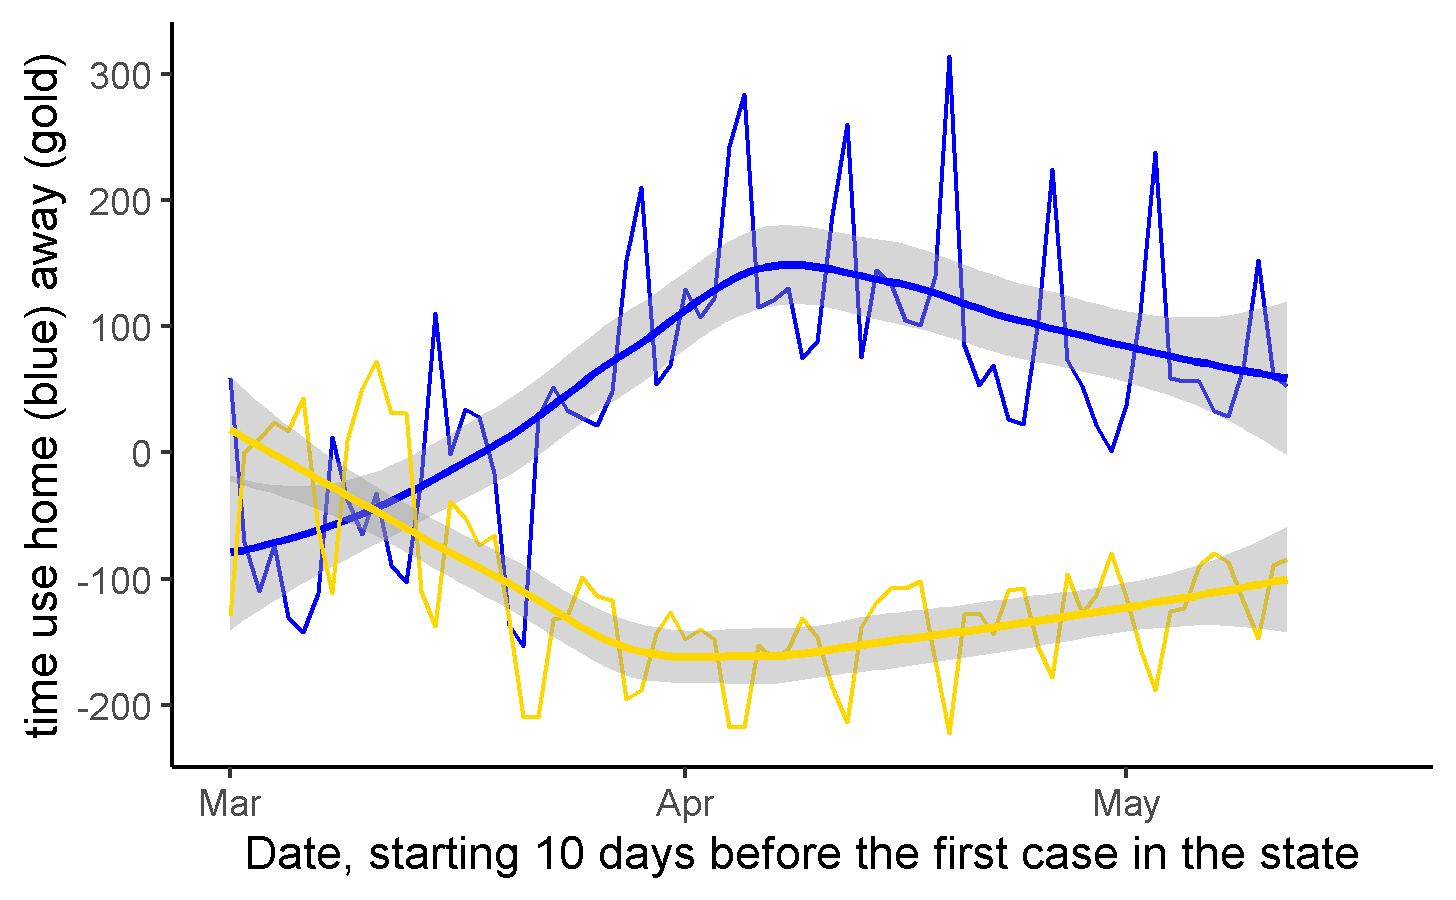 time use home (blue) away (gold)
300
200
100
0
-100
-200
Mar
Apr
May
Date, starting 10 days before the first case in the state